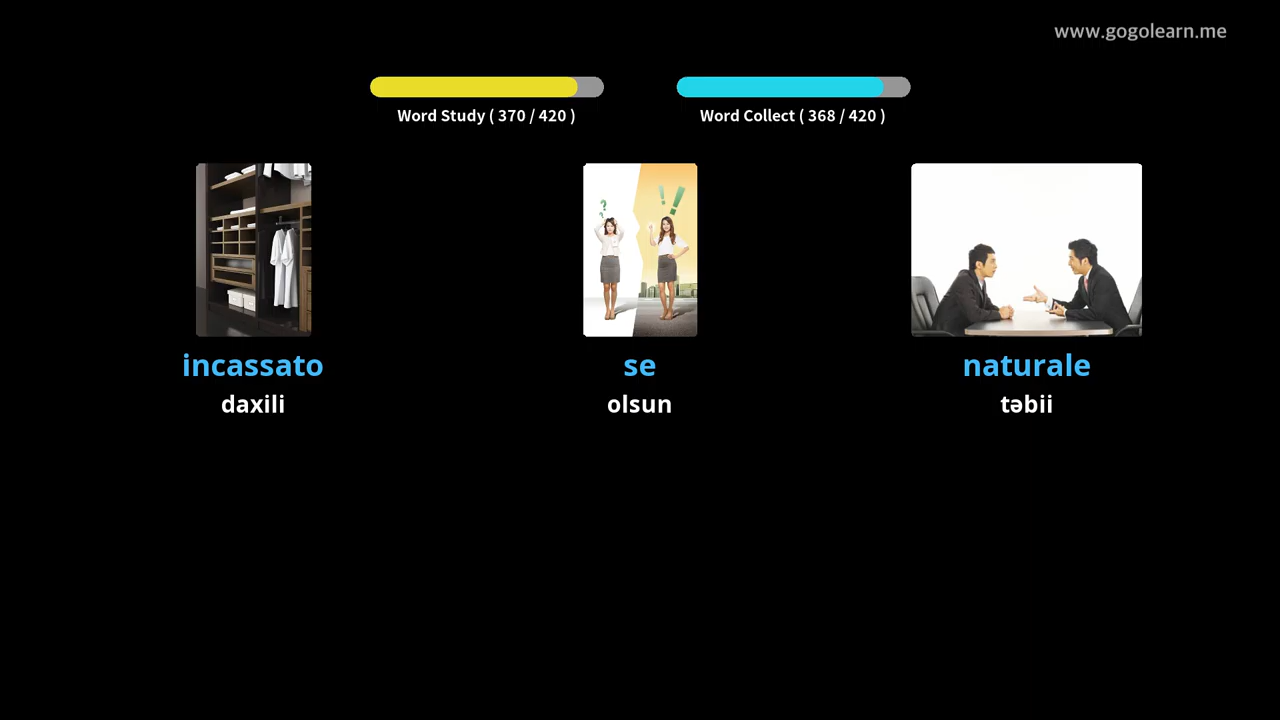 www.gogolearn.me
Word Study ( 370 / 420 )
Word Collect ( 368 / 420 )
incassato
daxili
se
olsun
naturale
təbii